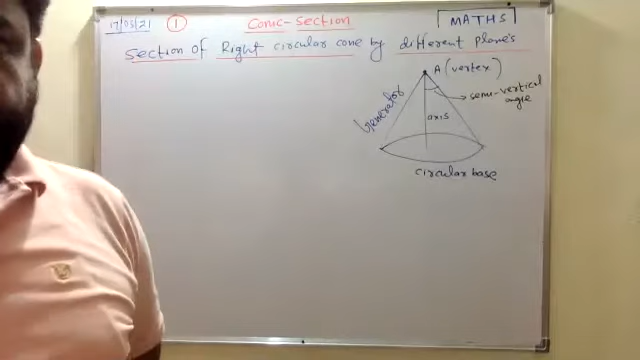 17/03/21 1 Conic-Section MATHS
Section of Right circular cone by different plane's
A (vertex)
Generator
semi-vertical angle
axis
circular base